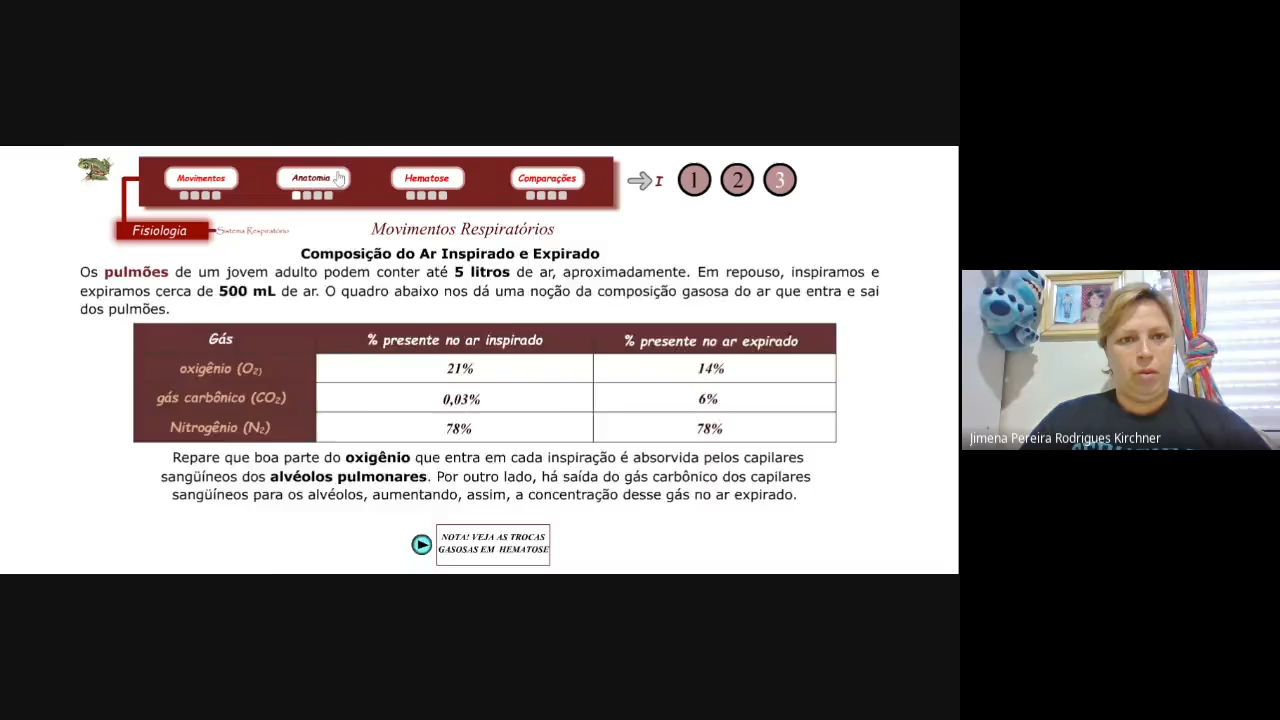 Movimentos Anatomia Hematose Comparações I 1 2 3
Fisiologia Sistema Respiratório Movimentos Respiratórios
Composição do Ar Inspirado e Expirado
Os pulmões de um jovem adulto podem conter até 5 litros de ar, aproximadamente. Em repouso, inspiramos e
expiramos cerca de 500 mL de ar. O quadro abaixo nos dá uma noção da composição gasosa do ar que entra e sai
dos pulmões.
Gás % presente no ar inspirado % presente no ar expirado
oxigênio (O₂) 21% 14%
gás carbônico (CO₂) 0,03% 6%
Nitrogênio (N₂) 78% 78%
Repare que boa parte do oxigênio que entra em cada inspiração é absorvida pelos capilares
sangüíneos dos alvéolos pulmonares. Por outro lado, há saída do gás carbônico dos capilares
sangüíneos para os alvéolos, aumentando, assim, a concentração desse gás no ar expirado.
NOTA! VEJA AS TROCAS
GASOSAS EM HEMATOSE
Jimena Pereira Rodrigues Kirchner